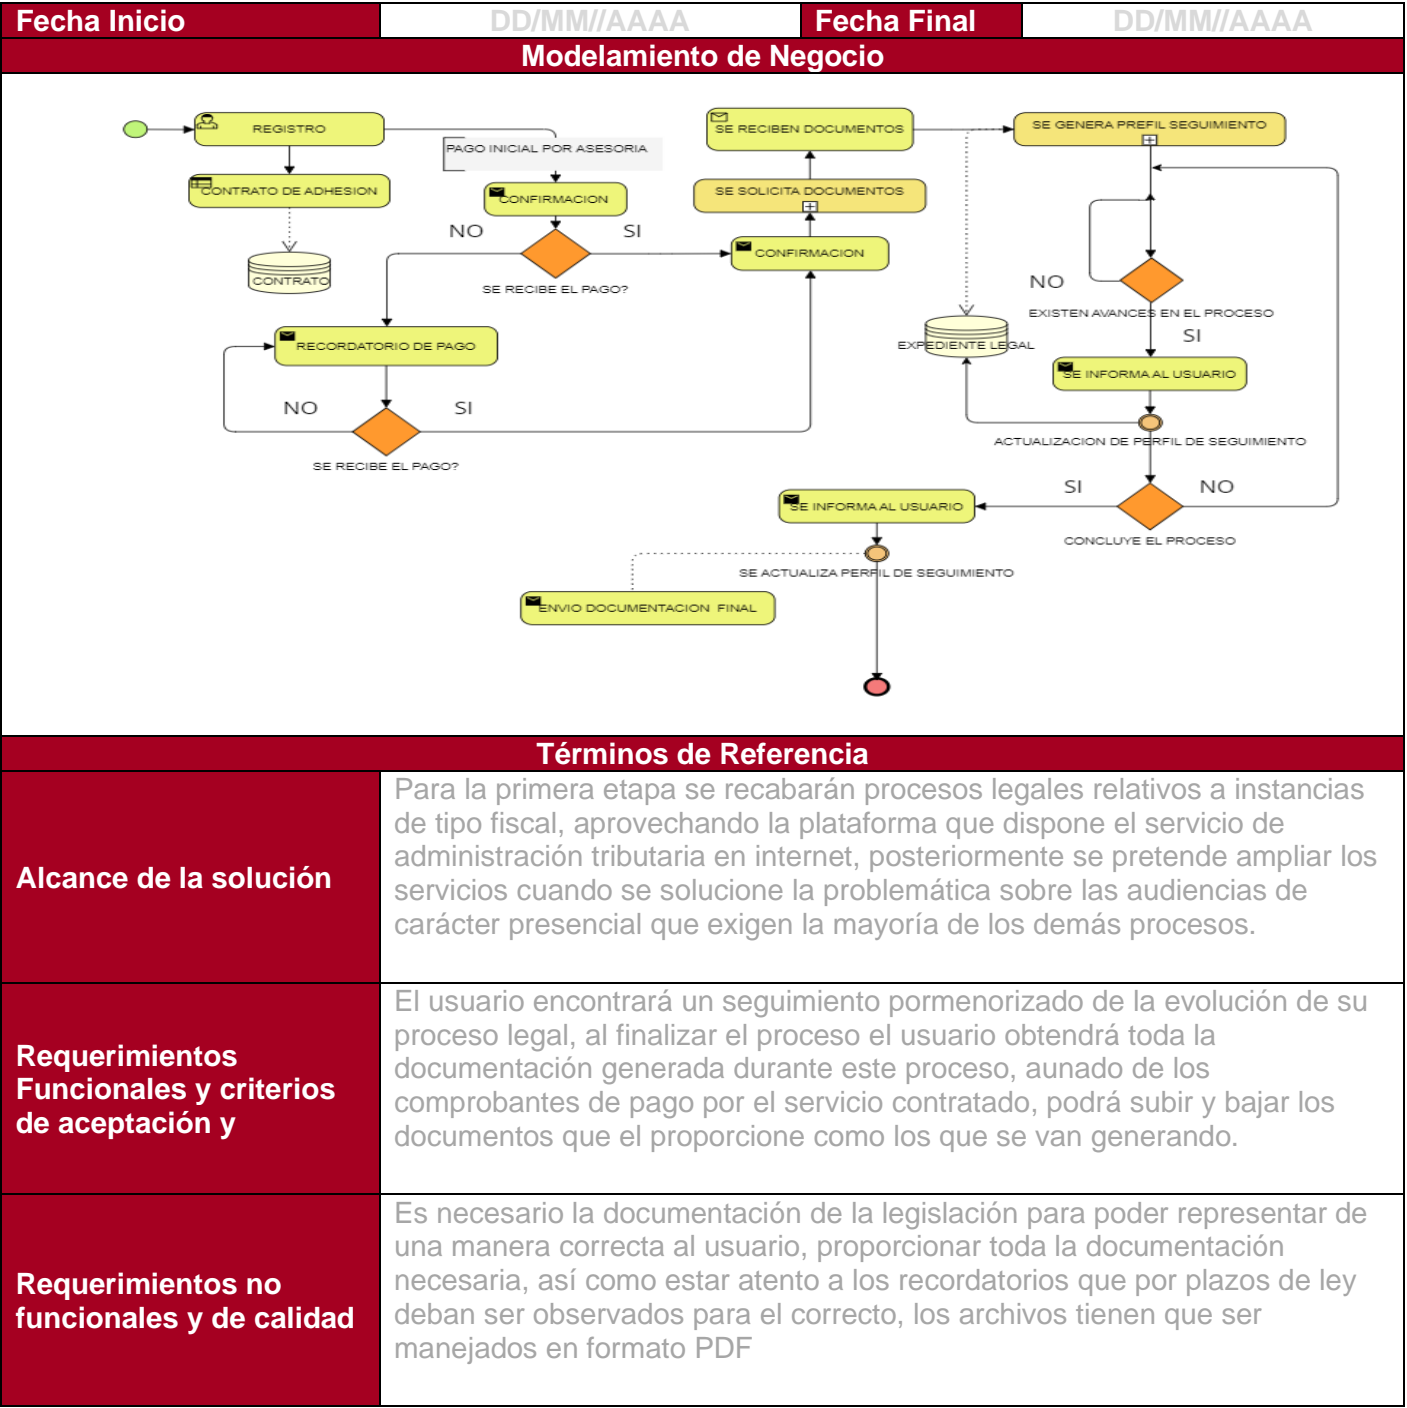 Fecha Inicio
DD/MM//AAAA
Fecha Final
DD/MM//AAAA
Modelamiento de Negocio
REGISTRO
PAGO INICIAL POR ASESORIA
CONTRATO DE ADHESION
CONTRATO
CONFIRMACION
NO
SI
SE RECIBE EL PAGO?
RECORDATORIO DE PAGO
NO
SI
SE RECIBE EL PAGO?
SE RECIBEN DOCUMENTOS
SE SOLICITA DOCUMENTOS
CONFIRMACION
SE GENERA PREFIL SEGUIMIENTO
NO
EXISTEN AVANCES EN EL PROCESO
SI
EXPEDIENTE LEGAL
SE INFORMA AL USUARIO
ACTUALIZACION DE PERFIL DE SEGUIMIENTO
SI
NO
CONCLUYE EL PROCESO
SE INFORMA AL USUARIO
SE ACTUALIZA PERFIL DE SEGUIMIENTO
ENVIO DOCUMENTACION FINAL
Términos de Referencia
Alcance de la solución
Para la primera etapa se recabarán procesos legales relativos a instancias
de tipo fiscal, aprovechando la plataforma que dispone el servicio de
administración tributaria en internet, posteriormente se pretende ampliar los
servicios cuando se solucione la problemática sobre las audiencias de
carácter presencial que exigen la mayoría de los demás procesos.
Requerimientos
Funcionales y criterios
de aceptación y
El usuario encontrará un seguimiento pormenorizado de la evolución de su
proceso legal, al finalizar el proceso el usuario obtendrá toda la
documentación generada durante este proceso, aunado de los
comprobantes de pago por el servicio contratado, podrá subir y bajar los
documentos que el proporcione como los que se van generando.
Requerimientos no
funcionales y de calidad
Es necesario la documentación de la legislación para poder representar de
una manera correcta al usuario, proporcionar toda la documentación
necesaria, así como estar atento a los recordatorios que por plazos de ley
deban ser observados para el correcto, los archivos tienen que ser
manejados en formato PDF